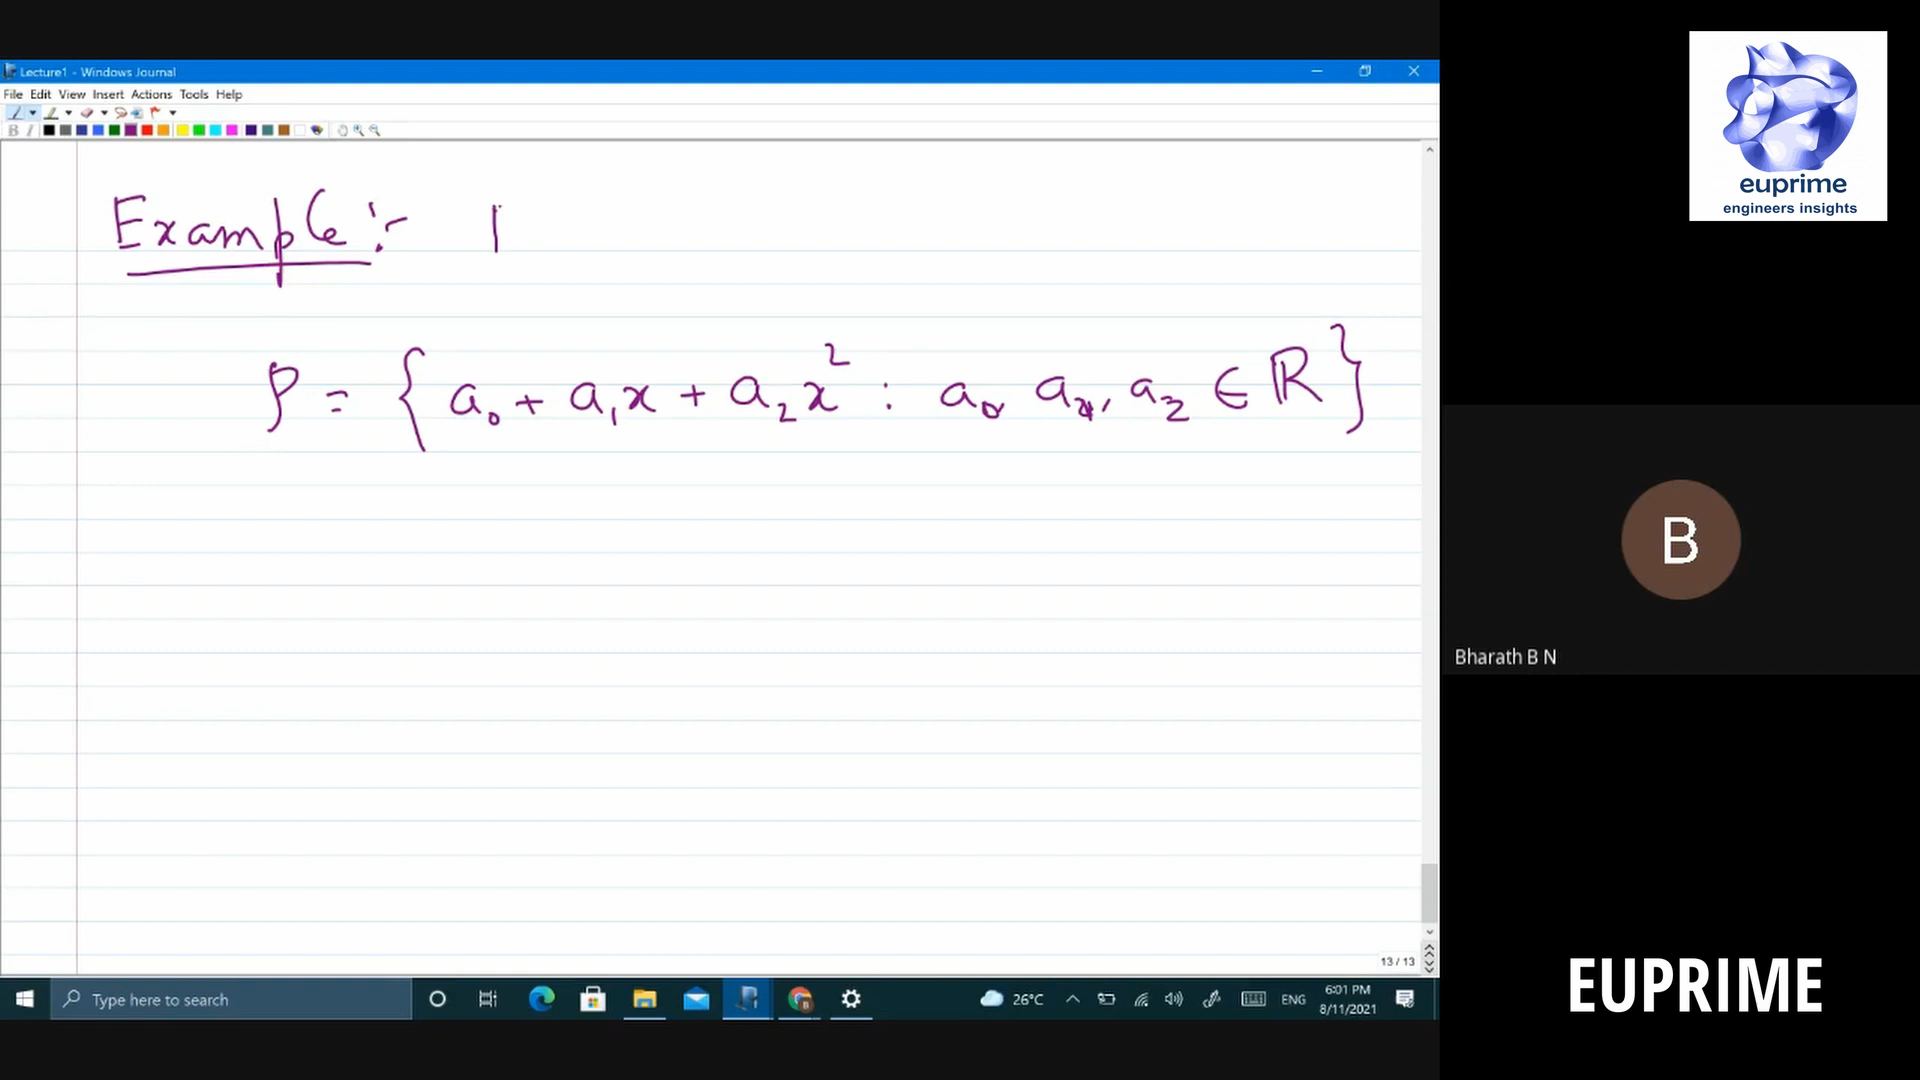 Lecture1 - Windows Journal
File Edit View Insert Actions Tools Help
B I
Example :- 1
P = { a₀ + a₁x + a₂x² : a₀, a₁, a₂ ∈ ℝ }
13 / 13
Type here to search
26°C
ENG
6:01 PM
8/11/2021
euprime
engineers insights
B
Bharath B N
EUPRIME